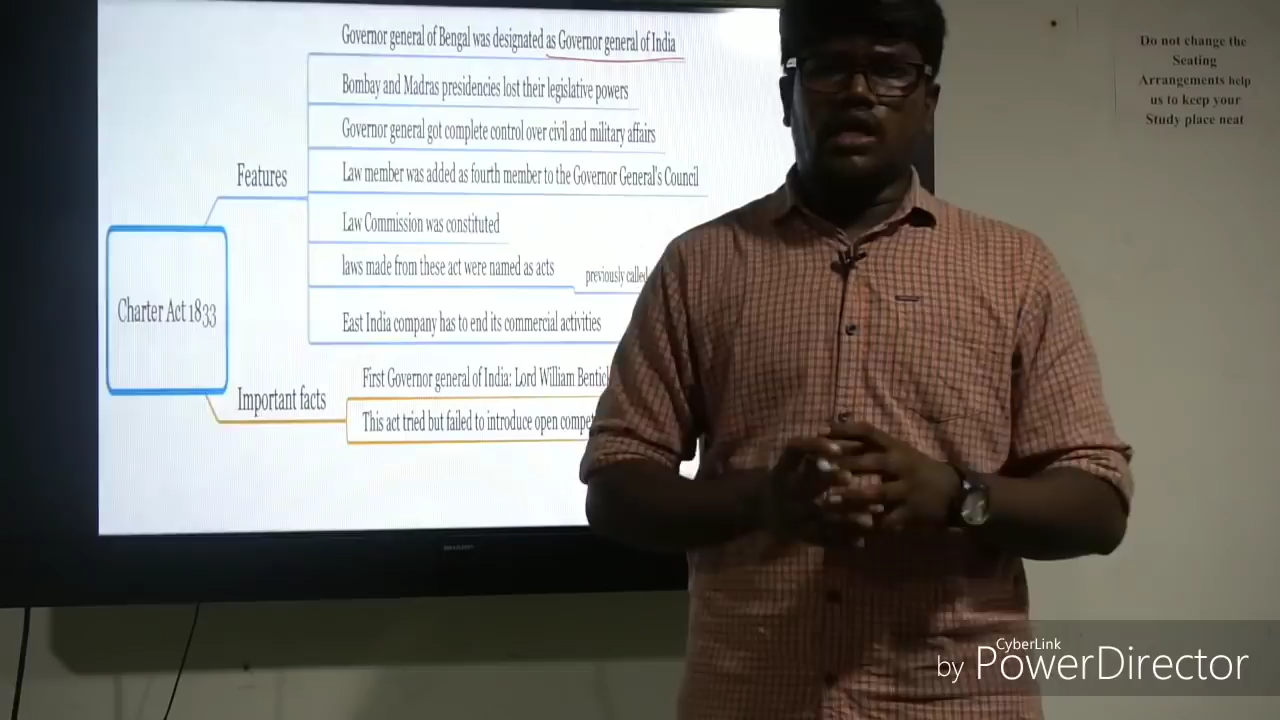 Governor general of Bengal was designated as Governor general of India
Bombay and Madras presidencies lost their legislative powers
Governor general got complete control over civil and military affairs
Features
Law member was added as fourth member to the Governor General's Council
Law Commission was constituted
laws made from these act were named as acts
previously called
Charter Act 1833
East India company has to end its commercial activities
First Governor general of India: Lord William
Important facts
This act tried but failed to introduce open
Do not change the
Seating
Arrangements help
us to keep your
Study place neat
CyberLink
by PowerDirector